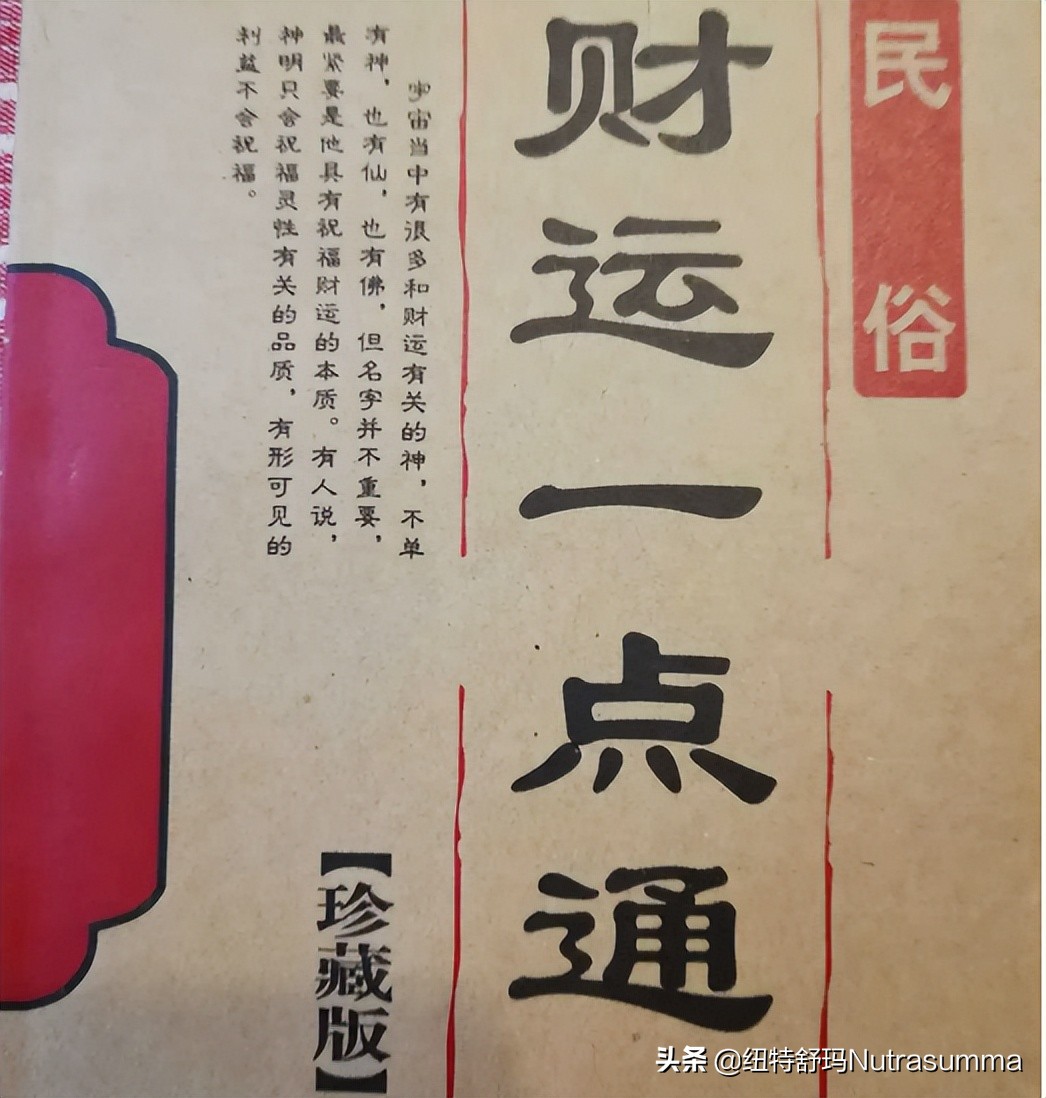 民俗
财运一点通
宇宙当中有很多和财运有关的神，不单
有神，也有仙，也有佛，但名字并不重要，
最紧要是他具有祝福财运的本质。有人说，
神明只会祝福灵性有关的品质，有形可见的
利益不会祝福。
【珍藏版】
头条 @纽特舒玛Nutrasumma